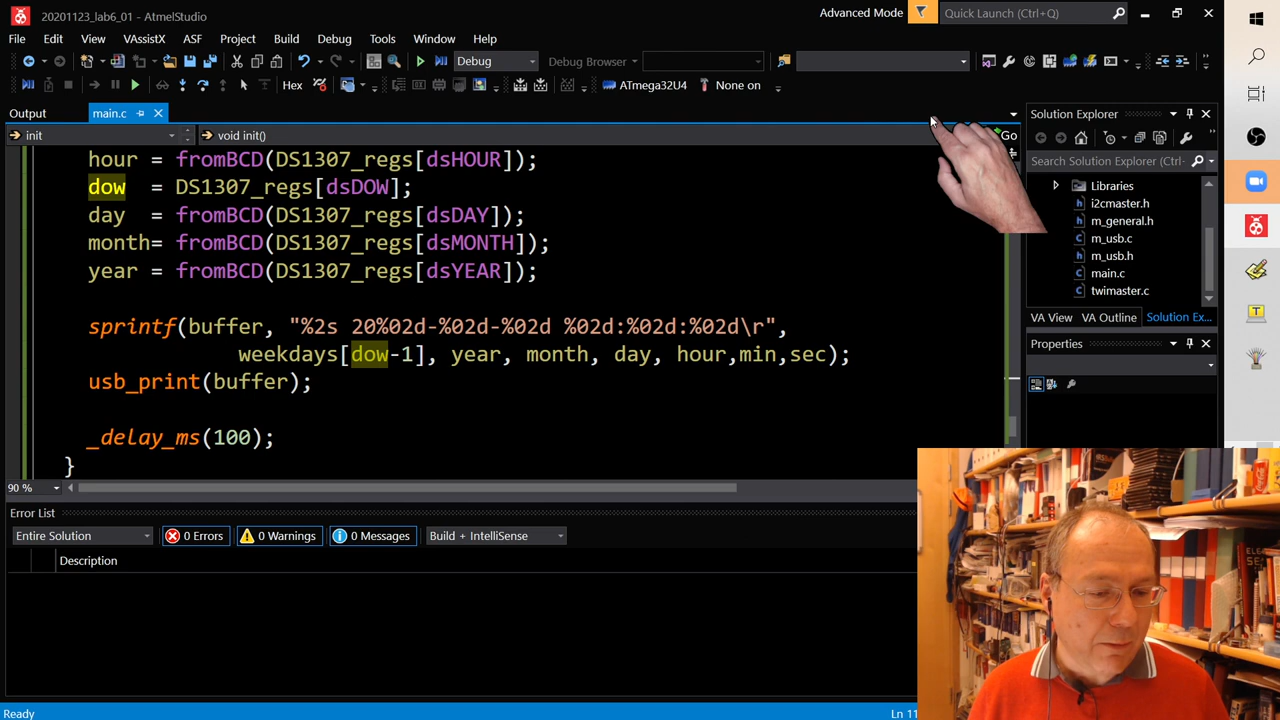 20201123_lab6_01 - AtmelStudio
Advanced Mode
Quick Launch (Ctrl+Q)
File Edit View VAssistX ASF Project Build Debug Tools Window Help
Debug
Debug Browser
Hex
ATmega32U4
None on
Output
main.c
init
void init()
Go
hour = fromBCD(DS1307_regs[dsHOUR]);
dow = DS1307_regs[dsDOW];
day = fromBCD(DS1307_regs[dsDAY]);
month= fromBCD(DS1307_regs[dsMONTH]);
year = fromBCD(DS1307_regs[dsYEAR]);
sprintf(buffer, "%2s 20%02d-%02d-%02d %02d:%02d:%02d\r",
weekdays[dow-1], year, month, day, hour,min,sec);
usb_print(buffer);
_delay_ms(100);
}
90 %
Solution Explorer
Search Solution Explorer (Ctrl-
Libraries
i2cmaster.h
m_general.h
m_usb.c
m_usb.h
main.c
twimaster.c
VA View VA Outline Solution Ex...
Properties
Error List
Entire Solution
0 Errors
0 Warnings
0 Messages
Build + IntelliSense
Description
Ready
Ln 11